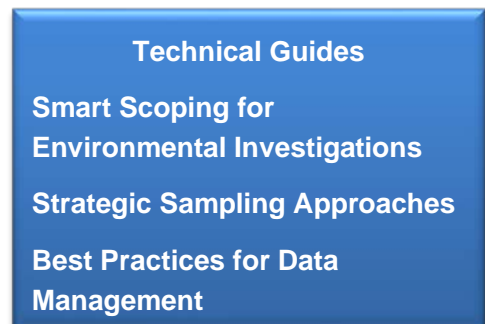 Technical Guides
Smart Scoping for
Environmental Investigations
Strategic Sampling Approaches
Best Practices for Data
Management